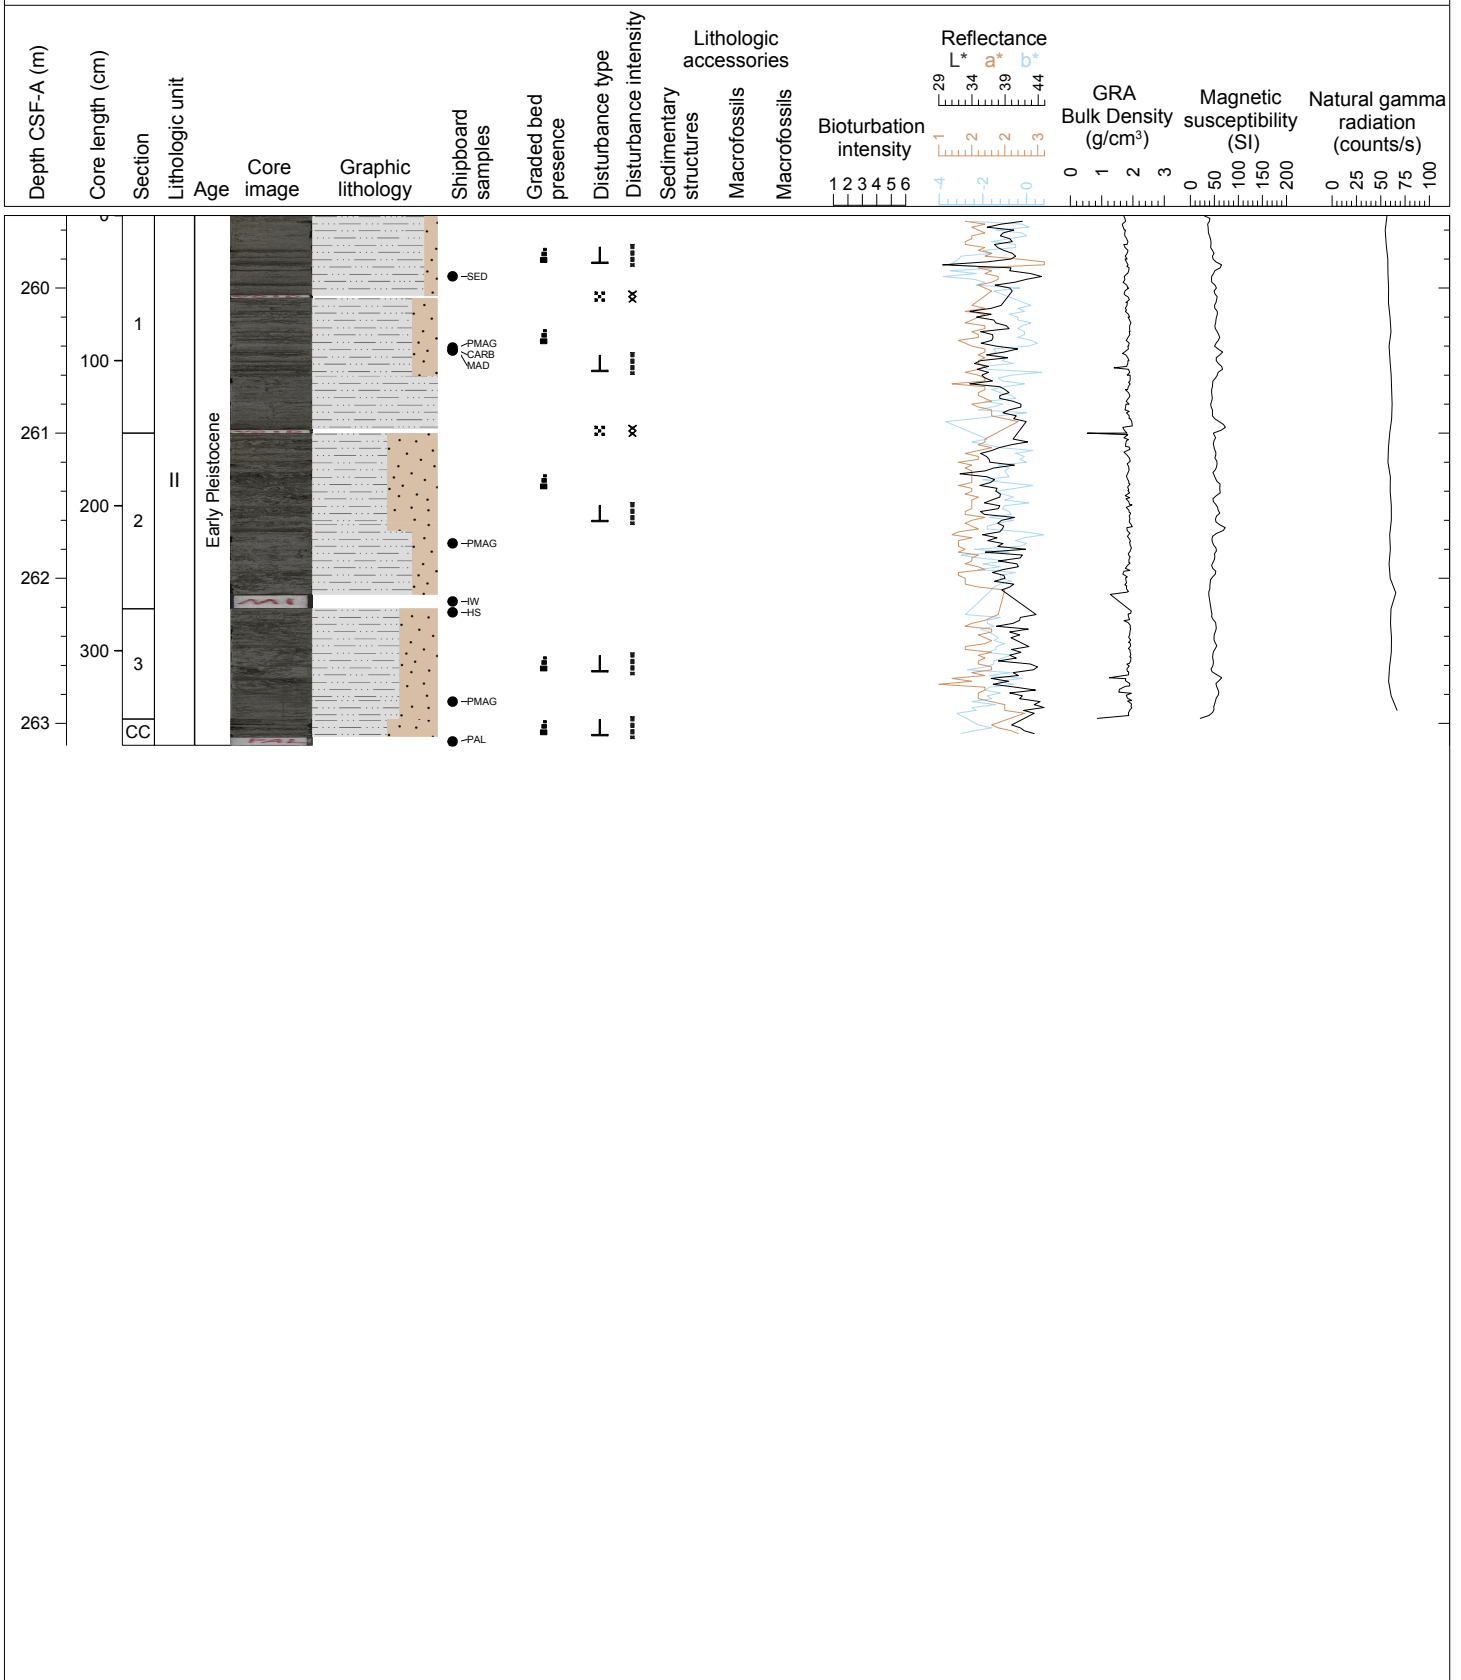 Depth CSF-A (m)
Core length (cm)
Section
Lithologic unit
Age
Core
image
Graphic
lithology
Shipboard
samples
Graded bed
presence
Disturbance type
Disturbance intensity
Lithologic
accessories
Sedimentary
structures
Macrofossils
Macrofossils
Bioturbation
intensity
1 2 3 4 5 6
Reflectance
L* a* b*
29 34 39 44
1 2 2 3
-4 -2 0
GRA
Bulk Density
(g/cm³)
0 1 2 3
Magnetic
susceptibility
(SI)
0 50 100 150 200
Natural gamma
radiation
(counts/s)
0 25 50 75 100
0
260
100
261
200
262
300
263
1
2
3
CC
II
Early Pleistocene
SED
PMAG
CARB
MAD
PMAG
IW
HS
PMAG
PAL